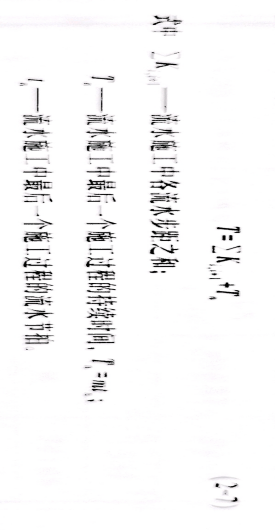 T=∑K_{i,i+1}+T_n
式中 ∑K_{i,i+1}——流水施工中各流水步距之和;
T_n——流水施工中最后一个施工过程的持续时间, T_n=mt_n;
t_n——流水施工中最后一个施工过程的流水节拍.